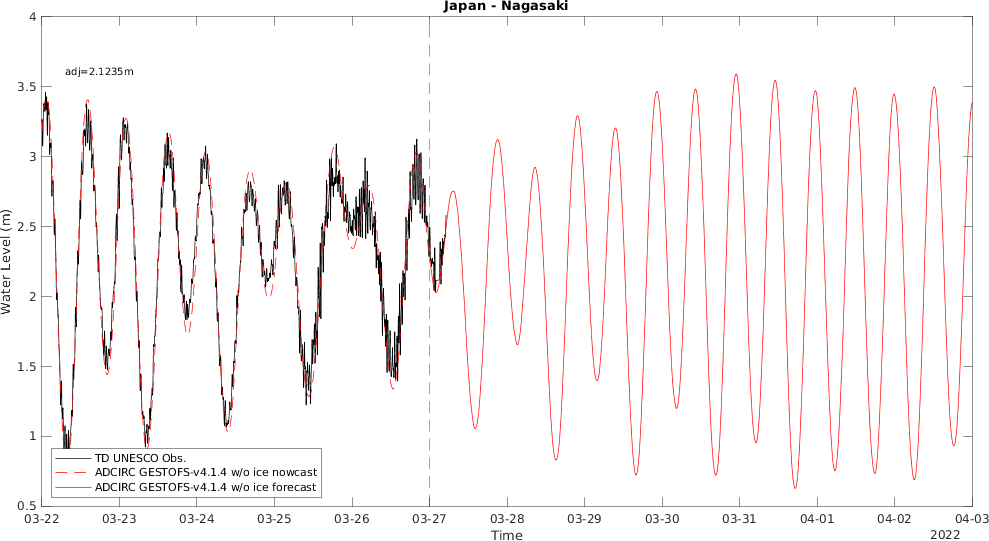 Japan - Nagasaki
adj=2.1235m
Water Level (m)
4
3.5
3
2.5
2
1.5
1
0.5
TD UNESCO Obs.
ADCIRC GESTOFS-v4.1.4 w/o ice nowcast
ADCIRC GESTOFS-v4.1.4 w/o ice forecast
03-22 03-23 03-24 03-25 03-26 03-27 03-28 03-29 03-30 03-31 04-01 04-02 04-03
Time
2022